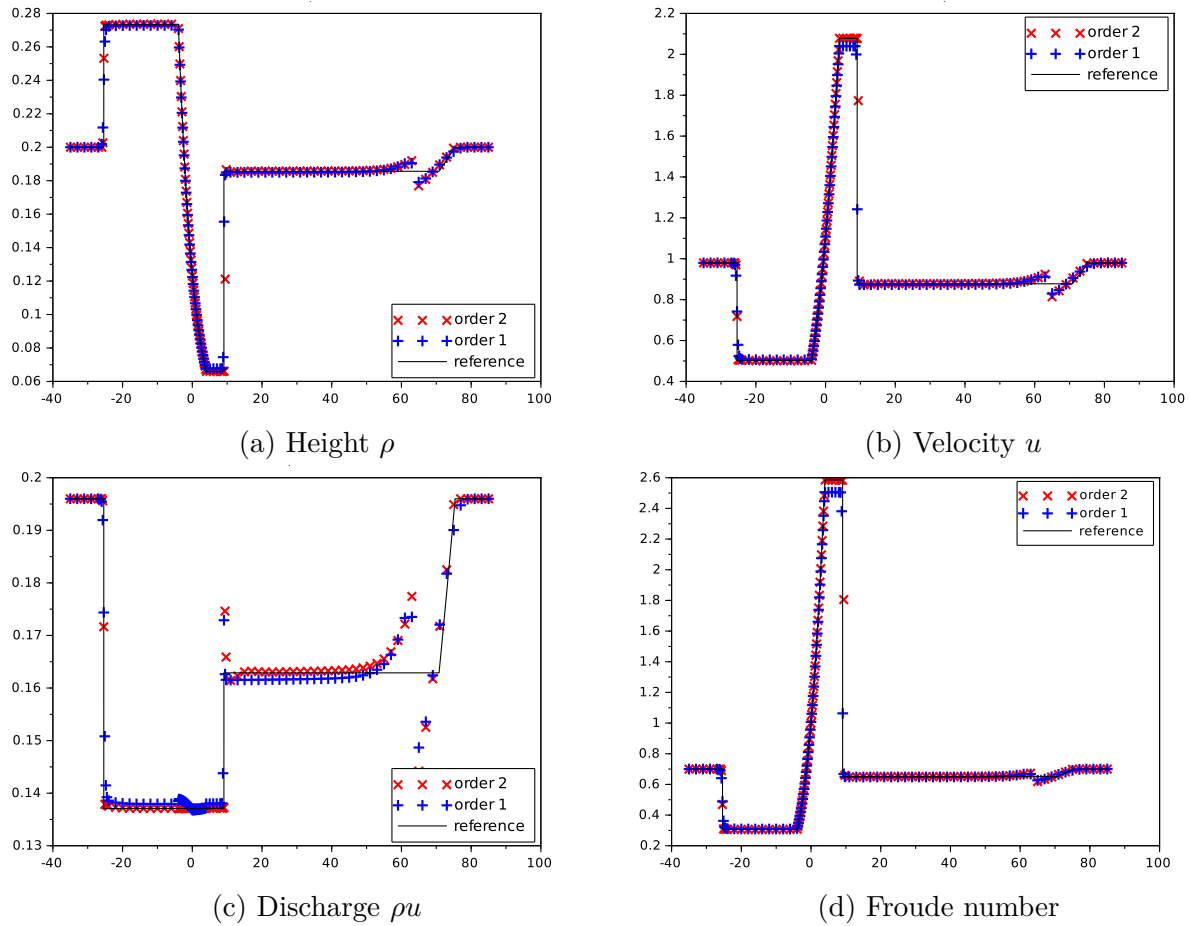 0.28
0.26
0.24
0.22
0.2
0.18
0.16
0.14
0.12
0.1
0.08
0.06
-40 -20 0 20 40 60 80 100
order 2
order 1
reference
(a) Height ρ
2.2
2
1.8
1.6
1.4
1.2
1
0.8
0.6
0.4
-40 -20 0 20 40 60 80 100
order 2
order 1
reference
(b) Velocity u
0.2
0.19
0.18
0.17
0.16
0.15
0.14
0.13
-40 -20 0 20 40 60 80 100
order 2
order 1
reference
(c) Discharge ρu
2.6
2.4
2.2
2
1.8
1.6
1.4
1.2
1
0.8
0.6
0.4
0.2
-40 -20 0 20 40 60 80 100
order 2
order 1
reference
(d) Froude number